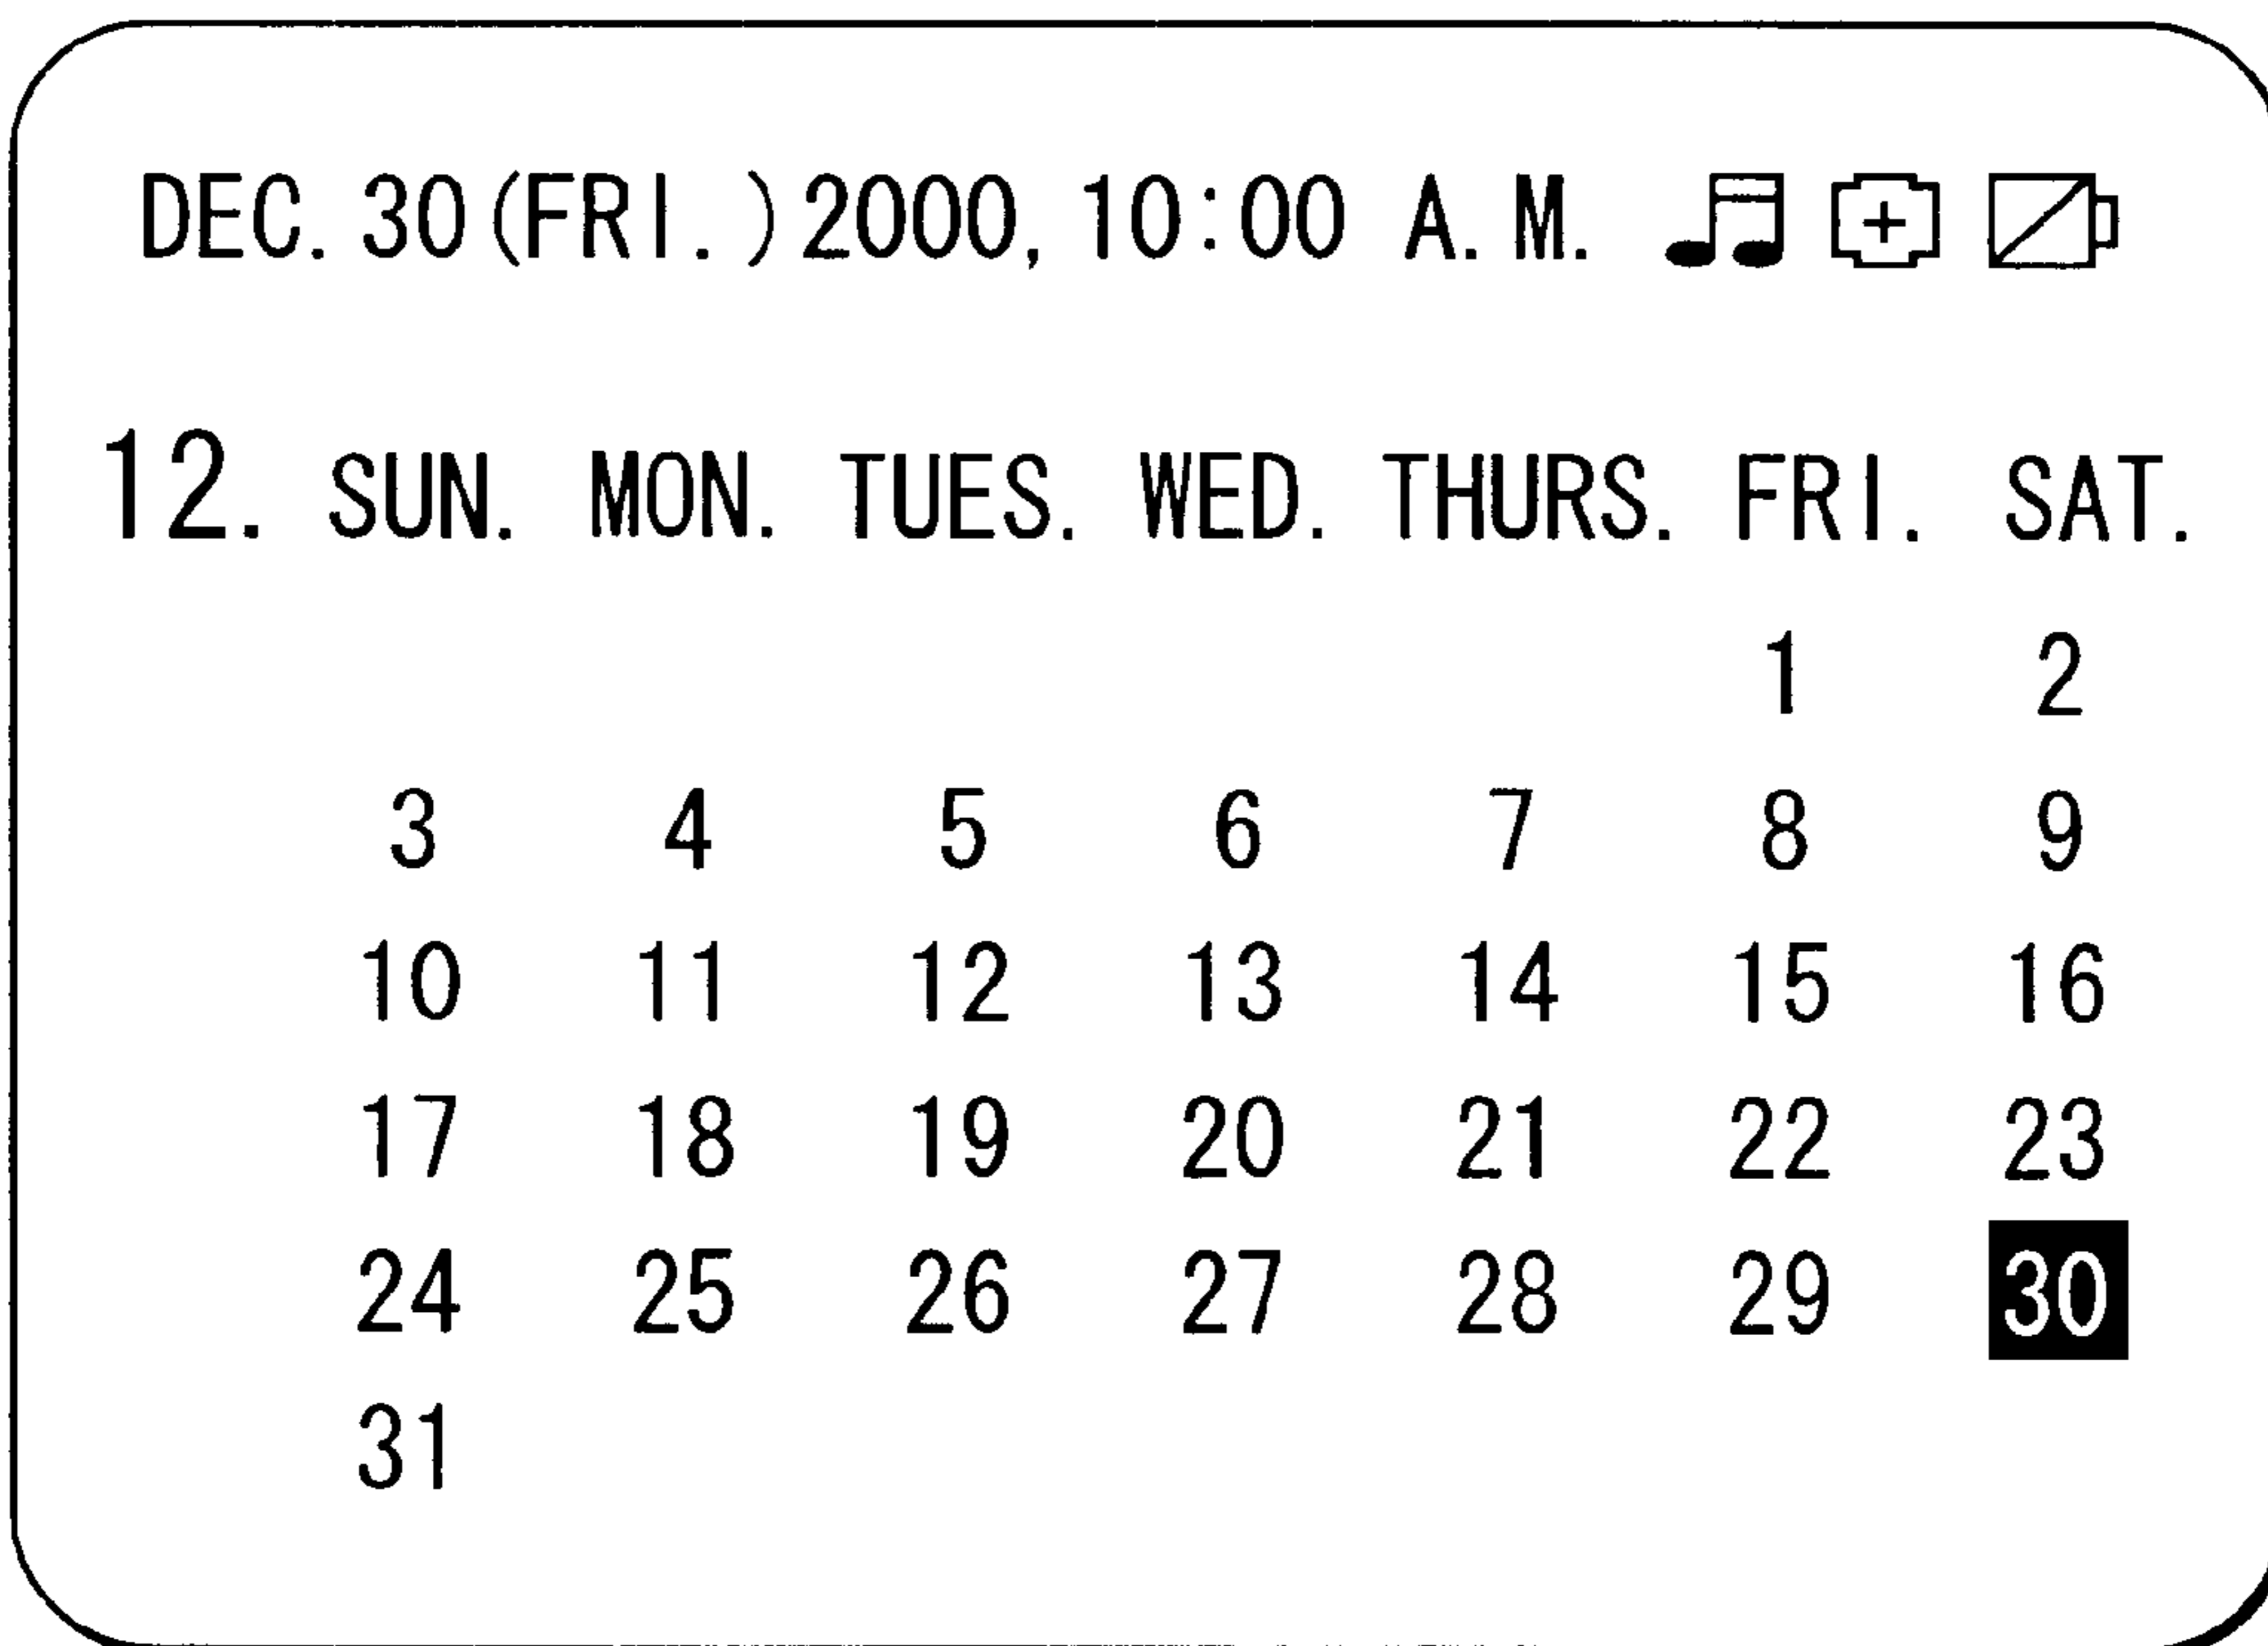 DEC.30(FRI.)2000,10:00 A.M.
12. SUN. MON. TUES. WED. THURS. FRI. SAT.
1 2
3 4 5 6 7 8 9
10 11 12 13 14 15 16
17 18 19 20 21 22 23
24 25 26 27 28 29 30
31